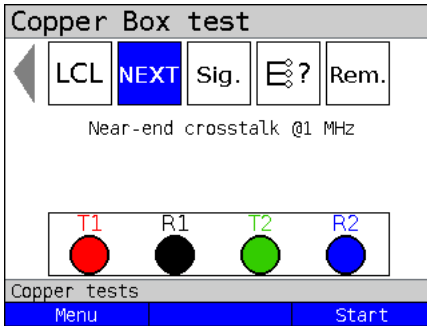 Copper Box test
LCL NEXT Sig. ? Rem.
Near-end crosstalk @1 MHz
T1 R1 T2 R2
Copper tests
Menu Start